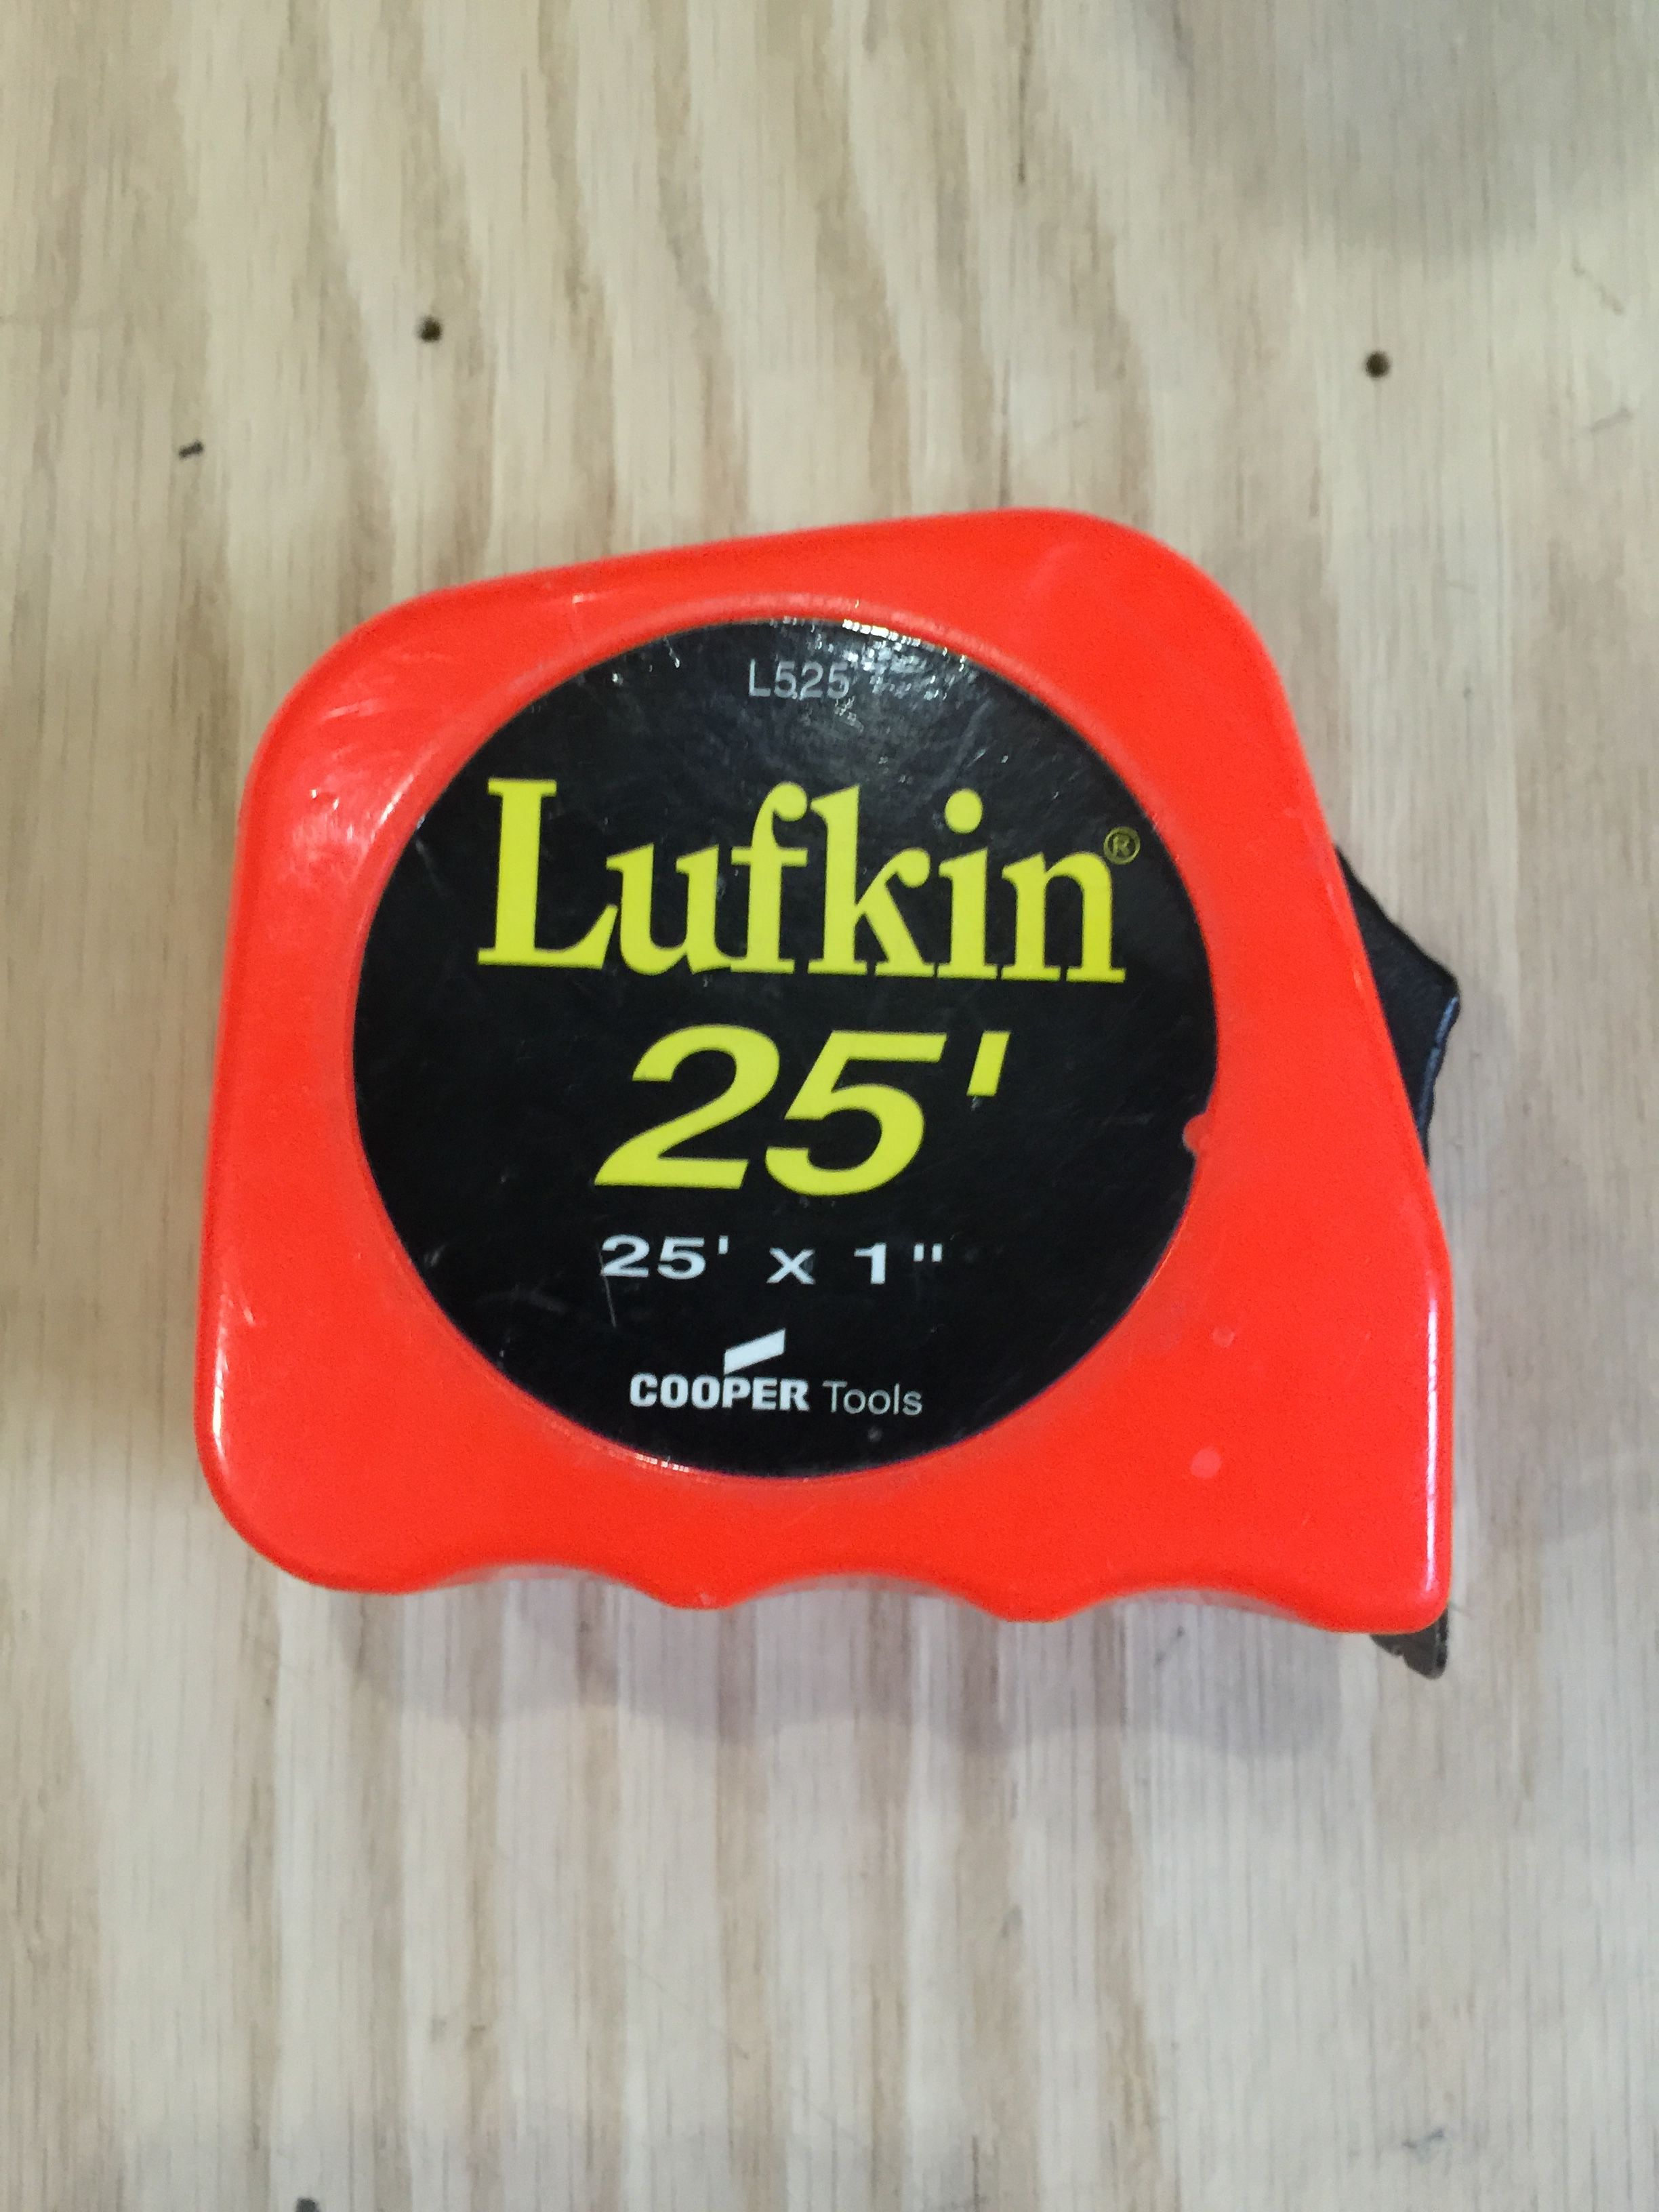 L525
Lufkin®
25'
25' x 1"
COOPER Tools